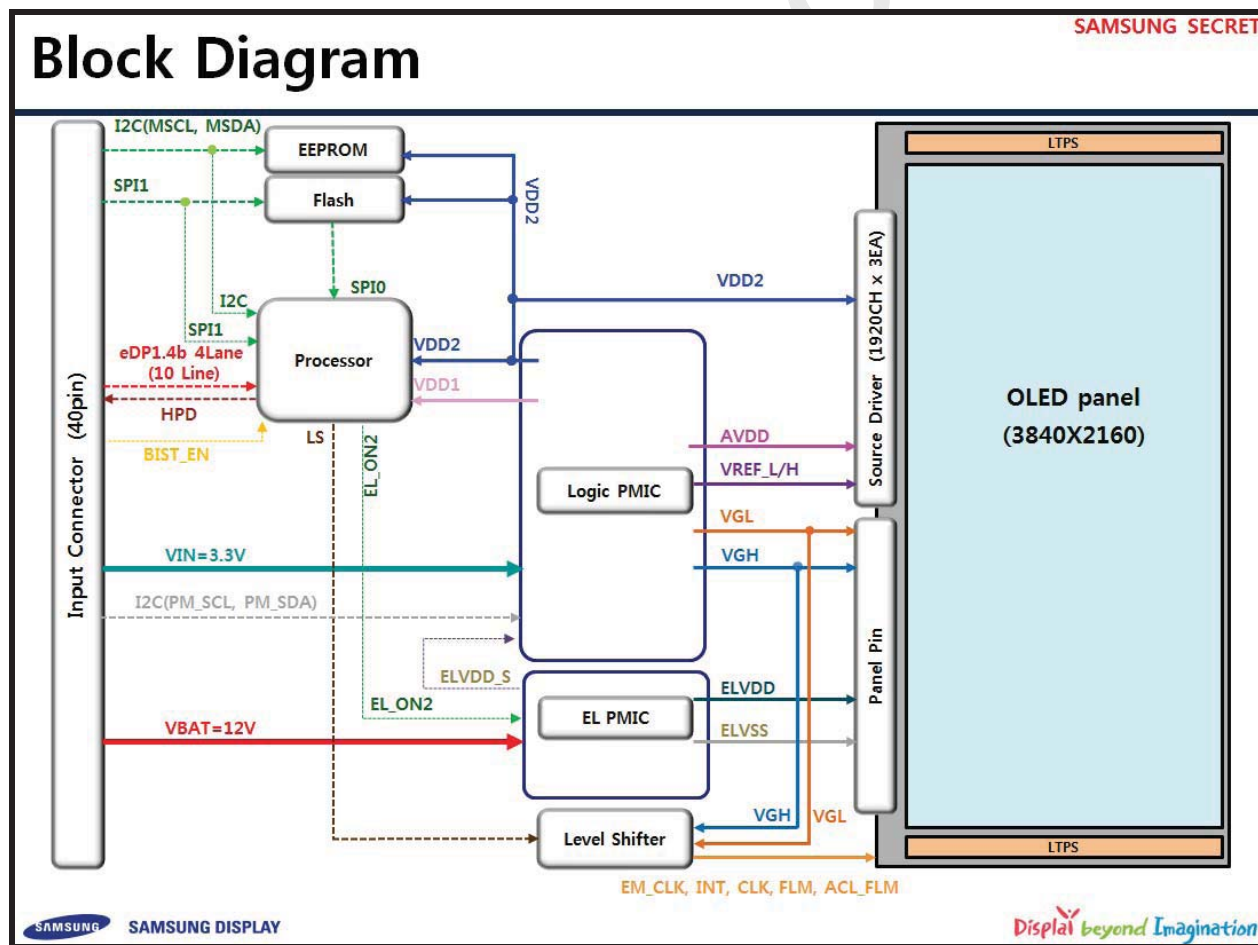 SAMSUNG SECRET
Block Diagram
I2C(MSCL, MSDA)
EEPROM
SPI1
Flash
VDD2
SPI0
I2C
SPI1
Processor
eDP1.4b 4Lane
(10 Line)
HPD
BIST_EN
LS
EL_ON2
VDD2
VDD1
VDD2
Input Connector (40pin)
VIN=3.3V
I2C(PM_SCL, PM_SDA)
ELVDD_S
EL_ON2
VBAT=12V
Logic PMIC
AVDD
VREF_L/H
VGL
VGH
EL PMIC
ELVDD
ELVSS
Level Shifter
VGH
VGL
EM_CLK, INT, CLK, FLM, ACL_FLM
Source Driver (1920CH x 3EA)
Panel Pin
LTPS
OLED panel
(3840X2160)
LTPS
SAMSUNG
SAMSUNG DISPLAY
Display beyond Imagination